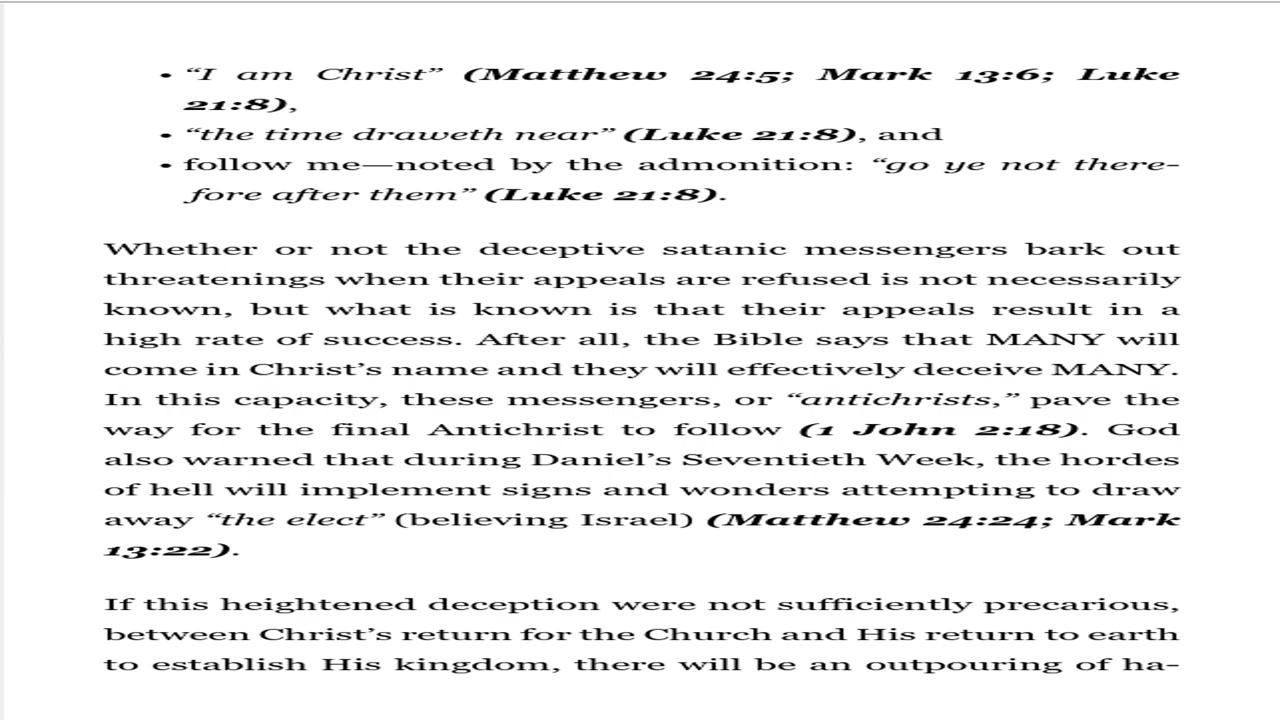 • “I am Christ” (Matthew 24:5; Mark 13:6; Luke
21:8),
• “the time draweth near” (Luke 21:8), and
• follow me—noted by the admonition: “go ye not there-
fore after them” (Luke 21:8).
Whether or not the deceptive satanic messengers bark out
threatenings when their appeals are refused is not necessarily
known, but what is known is that their appeals result in a
high rate of success. After all, the Bible says that MANY will
come in Christ’s name and they will effectively deceive MANY.
In this capacity, these messengers, or “antichrists,” pave the
way for the final Antichrist to follow (1 John 2:18). God
also warned that during Daniel’s Seventieth Week, the hordes
of hell will implement signs and wonders attempting to draw
away “the elect” (believing Israel) (Matthew 24:24; Mark
13:22).
If this heightened deception were not sufficiently precarious,
between Christ’s return for the Church and His return to earth
to establish His kingdom, there will be an outpouring of ha-